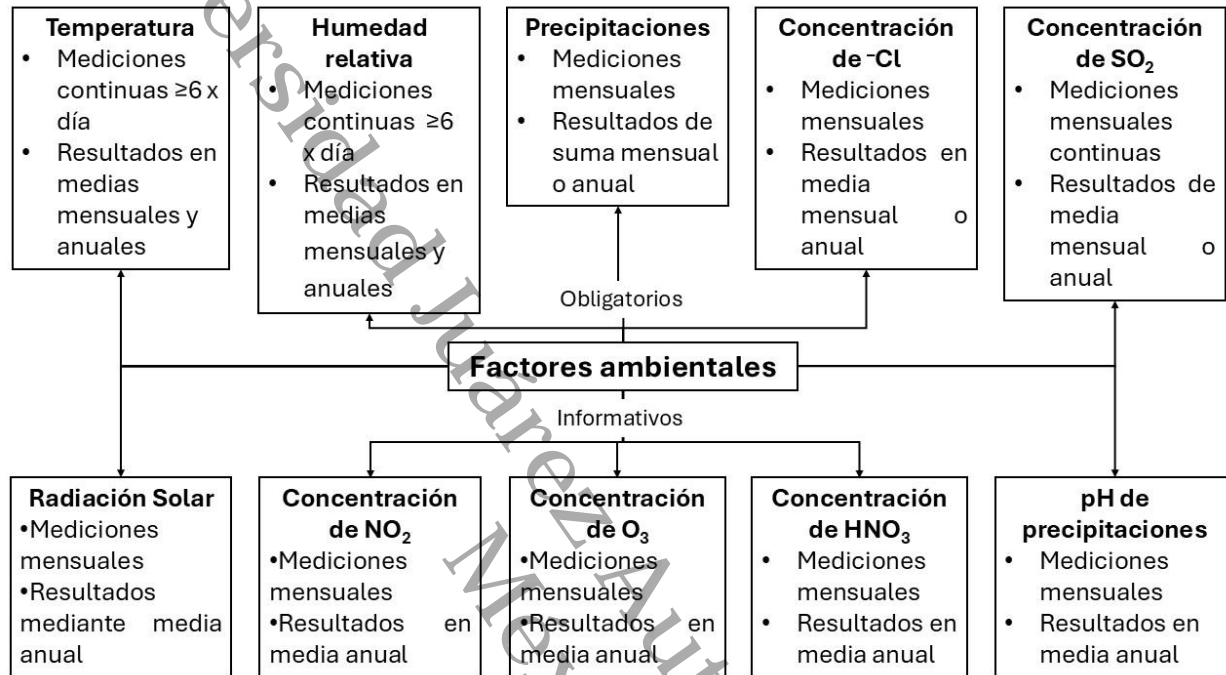 Temperatura
• Mediciones
continuas ≥6 x
día
• Resultados en
medias
mensuales y
anuales
Humedad
relativa
• Mediciones
continuas ≥6
x día
• Resultados en
medias
mensuales y
anuales
Precipitaciones
• Mediciones
mensuales
• Resultados de
suma mensual
o anual
Concentración
de ⁻Cl
• Mediciones
mensuales
• Resultados en
media
mensual o
anual
Concentración
de SO₂
• Mediciones
mensuales
continuas
• Resultados de
media
mensual o
anual
Obligatorios
Factores ambientales
Informativos
Radiación Solar
•Mediciones
mensuales
•Resultados
mediante media
anual
Concentración
de NO₂
•Mediciones
mensuales
•Resultados en
media anual
Concentración
de O₃
•Mediciones
mensuales
•Resultados en
media anual
Concentración
de HNO₃
• Mediciones
mensuales
• Resultados en
media anual
pH de
precipitaciones
• Mediciones
mensuales
• Resultados en
media anual
ersidad Juárez Aut
Mé